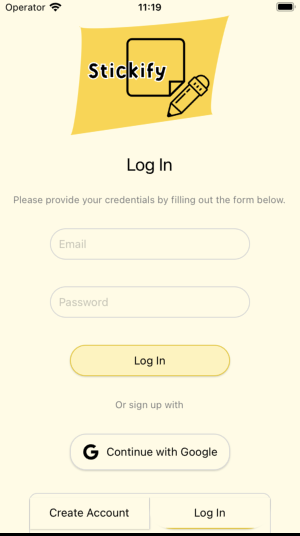 Operator 11:19
Stickify
Log In
Please provide your credentials by filling out the form below.
Email
Password
Log In
Or sign up with
G Continue with Google
Create Account Log In